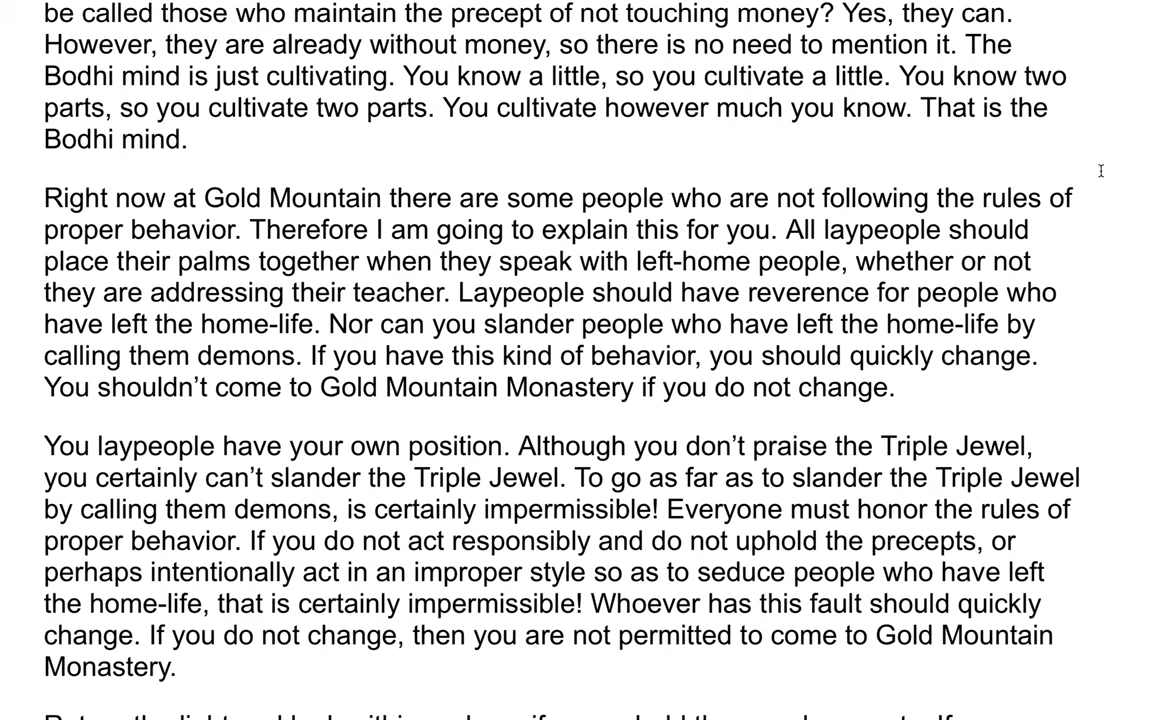 be called those who maintain the precept of not touching money? Yes, they can.
However, they are already without money, so there is no need to mention it. The
Bodhi mind is just cultivating. You know a little, so you cultivate a little. You know two
parts, so you cultivate two parts. You cultivate however much you know. That is the
Bodhi mind.
Right now at Gold Mountain there are some people who are not following the rules of
proper behavior. Therefore I am going to explain this for you. All laypeople should
place their palms together when they speak with left-home people, whether or not
they are addressing their teacher. Laypeople should have reverence for people who
have left the home-life. Nor can you slander people who have left the home-life by
calling them demons. If you have this kind of behavior, you should quickly change.
You shouldn’t come to Gold Mountain Monastery if you do not change.
You laypeople have your own position. Although you don’t praise the Triple Jewel,
you certainly can’t slander the Triple Jewel. To go as far as to slander the Triple Jewel
by calling them demons, is certainly impermissible! Everyone must honor the rules of
proper behavior. If you do not act responsibly and do not uphold the precepts, or
perhaps intentionally act in an improper style so as to seduce people who have left
the home-life, that is certainly impermissible! Whoever has this fault should quickly
change. If you do not change, then you are not permitted to come to Gold Mountain
Monastery.